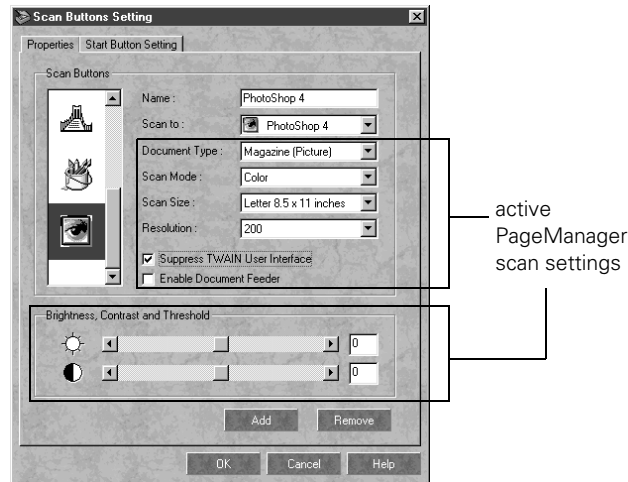 Scan Buttons Setting
Properties
Start Button Setting
Scan Buttons
Name :
PhotoShop 4
Scan to :
PhotoShop 4
Document Type :
Magazine (Picture)
Scan Mode :
Color
Scan Size :
Letter 8.5 x 11 inches
Resolution :
200
Suppress TWAIN User Interface
Enable Document Feeder
active
PageManager
scan settings
Brightness, Contrast and Threshold
0
0
Add
Remove
OK
Cancel
Help